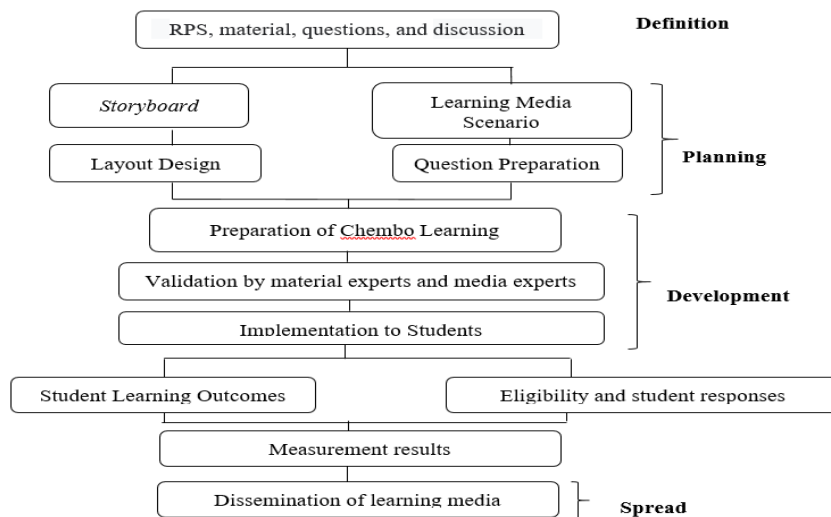 RPS, material, questions, and discussion
Definition
Storyboard
Learning Media
Scenario
Layout Design
Question Preparation
Planning
Preparation of Chembo Learning
Validation by material experts and media experts
Implementation to Students
Development
Student Learning Outcomes
Eligibility and student responses
Measurement results
Dissemination of learning media
Spread